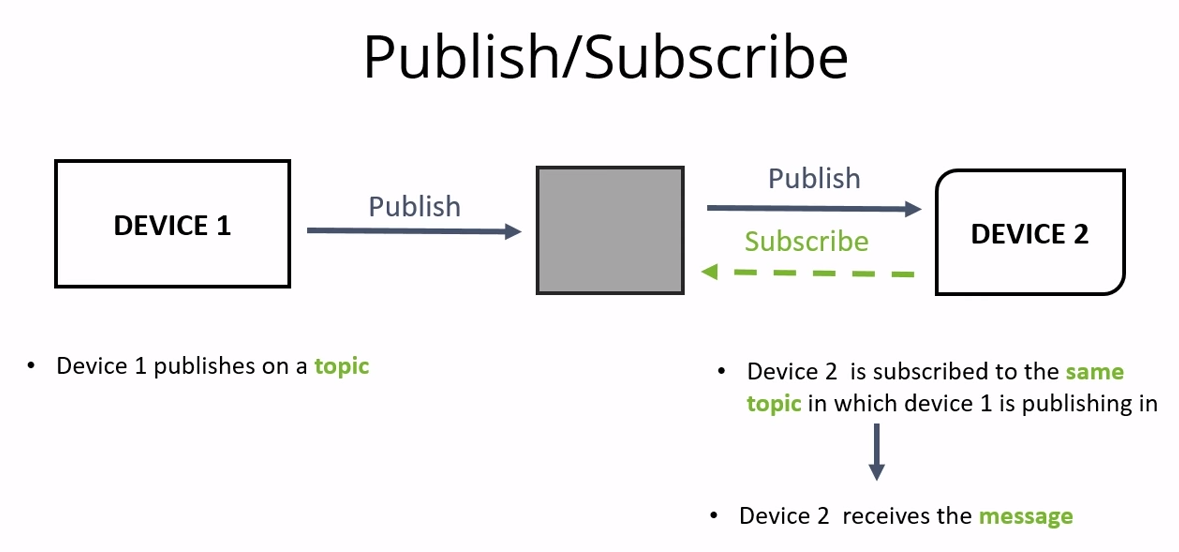 Publish/Subscribe
DEVICE 1
Publish
Publish
Subscribe
DEVICE 2
• Device 1 publishes on a topic
• Device 2 is subscribed to the same
topic in which device 1 is publishing in
• Device 2 receives the message